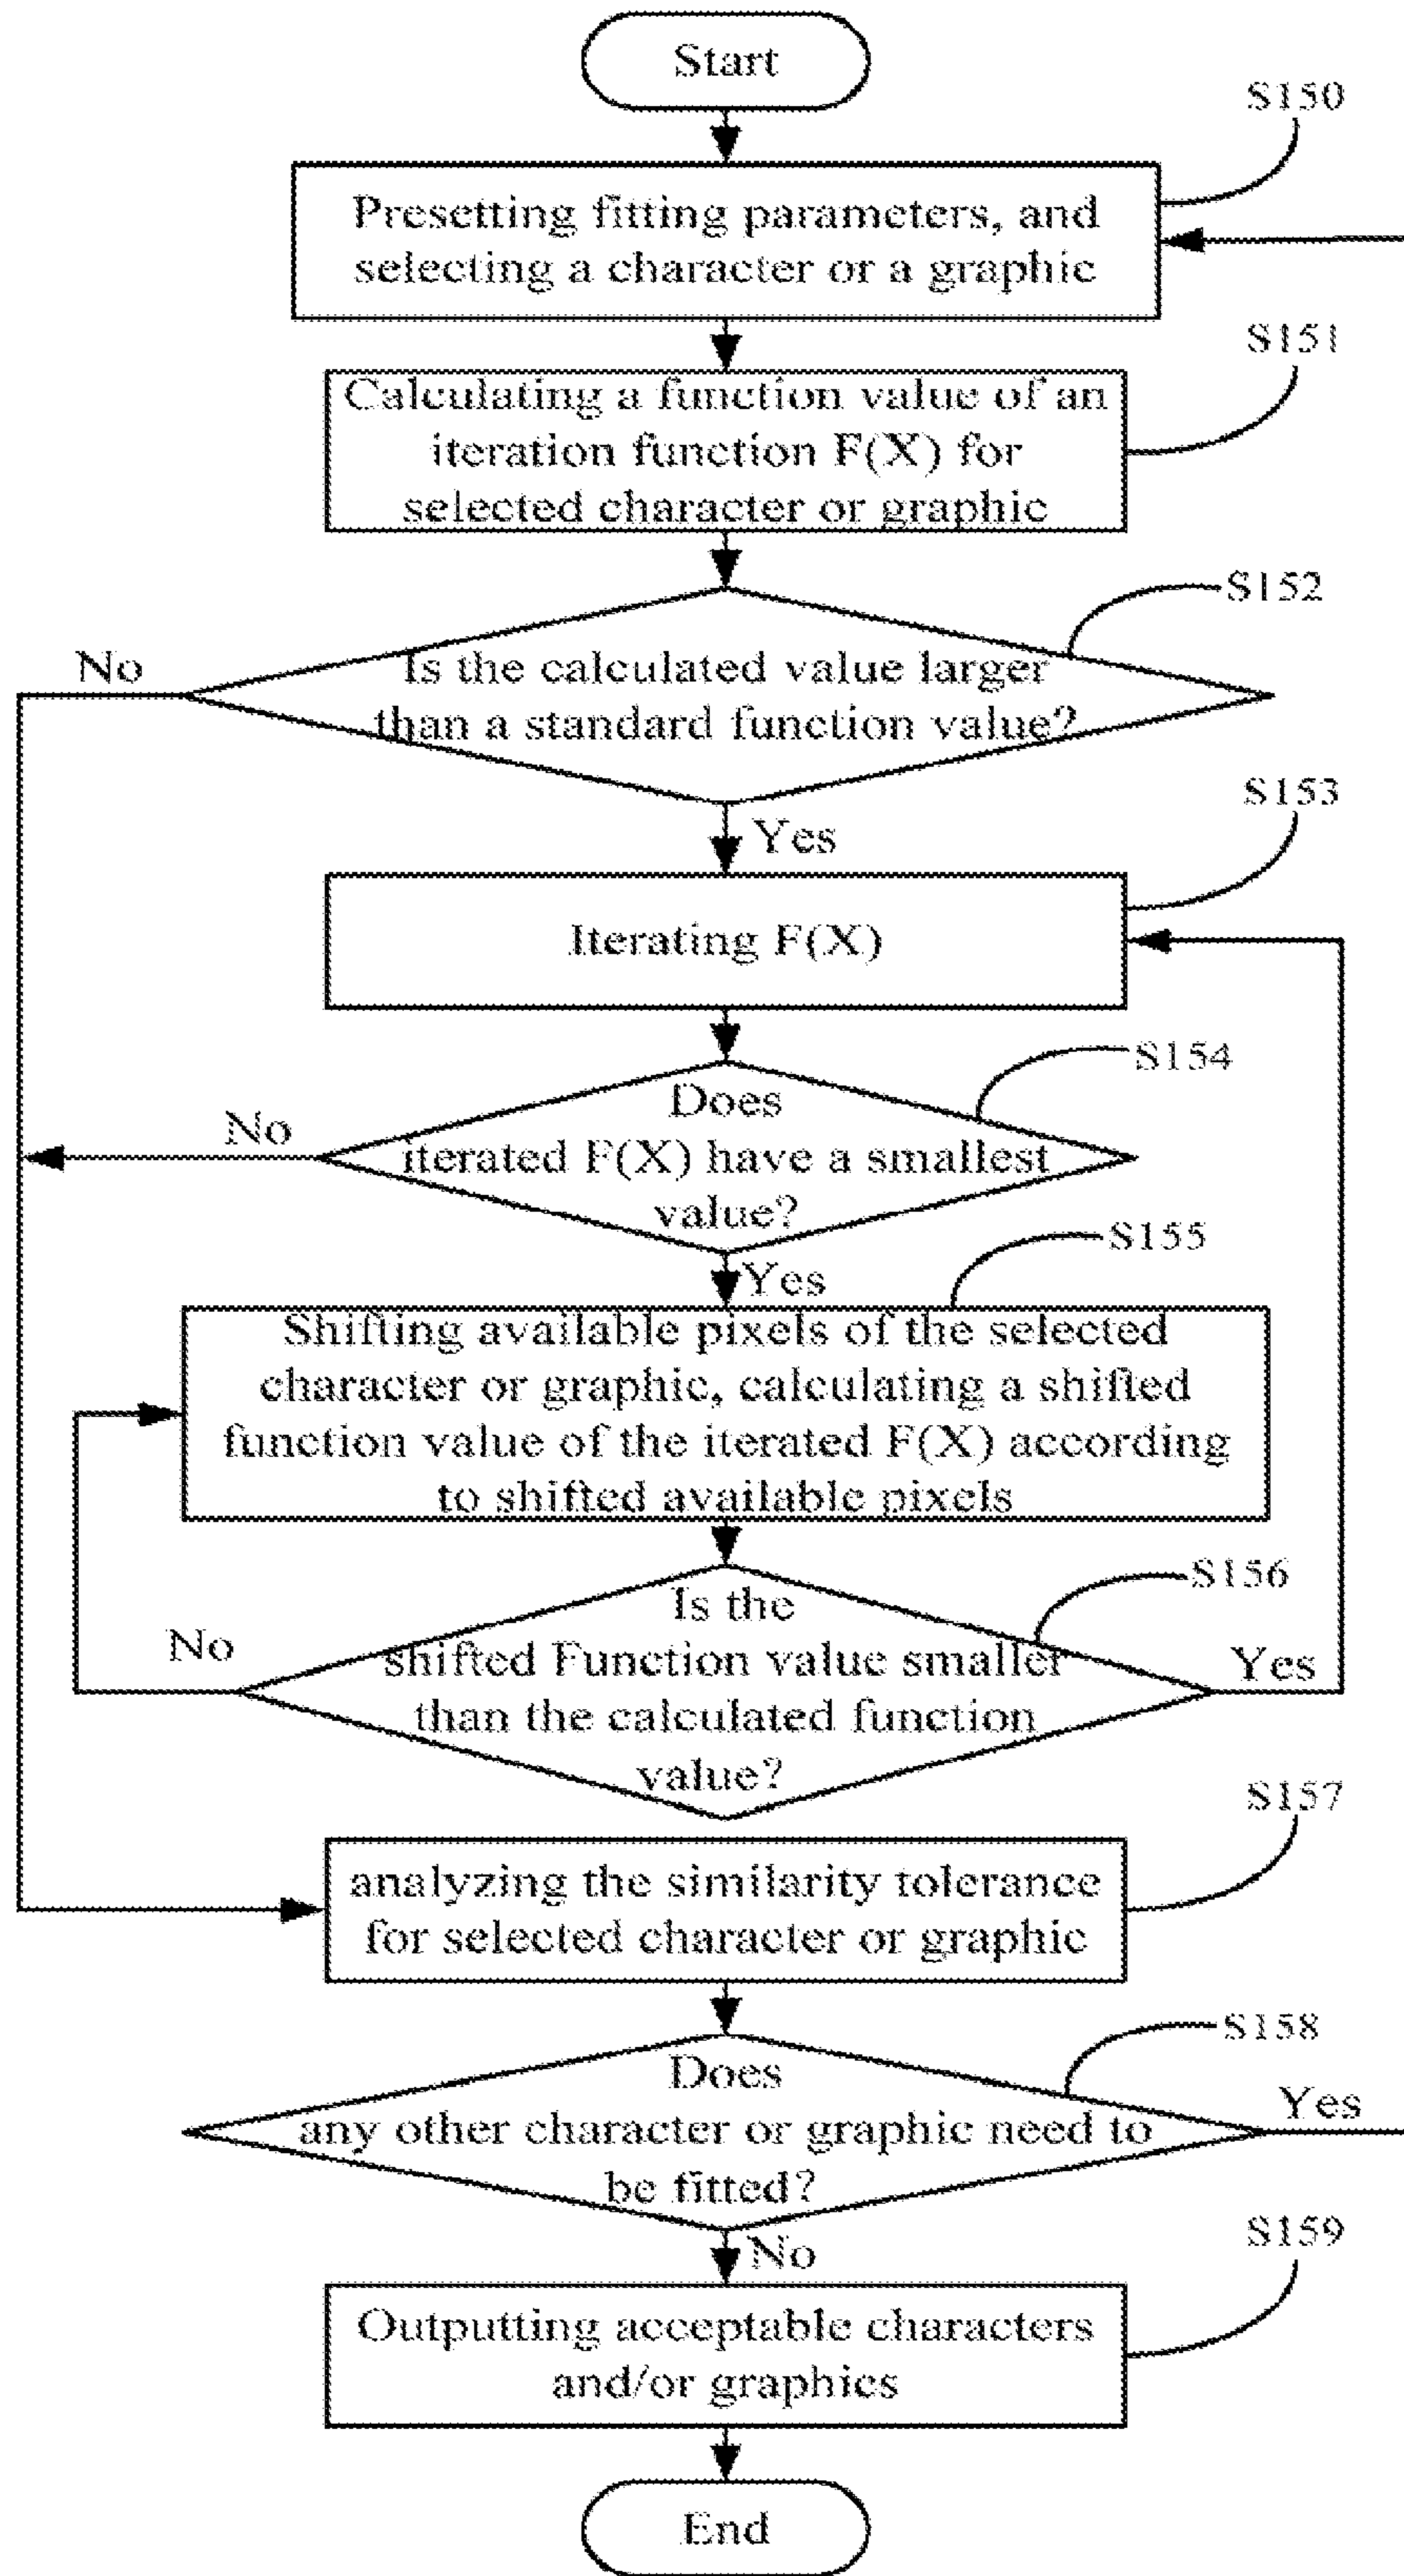 Start
S150
Presetting fitting parameters, and
selecting a character or a graphic
S151
Calculating a function value of an
iteration function F(X) for
selected character or graphic
S152
No
Is the calculated value larger
than a standard function value?
S153
Yes
Iterating F(X)
S154
Does
No
iterated F(X) have a smallest
value?
S155
Yes
Shifting available pixels of the selected
character or graphic, calculating a shifted
function value of the iterated F(X) according
to shifted available pixels
S156
Is the
No
shifted Function value smaller
Yes
than the calculated function
value?
S157
analyzing the similarity tolerance
for selected character or graphic
S158
Does
Yes
any other character or graphic need to
be fitted?
S159
No
Outputting acceptable characters
and/or graphics
End